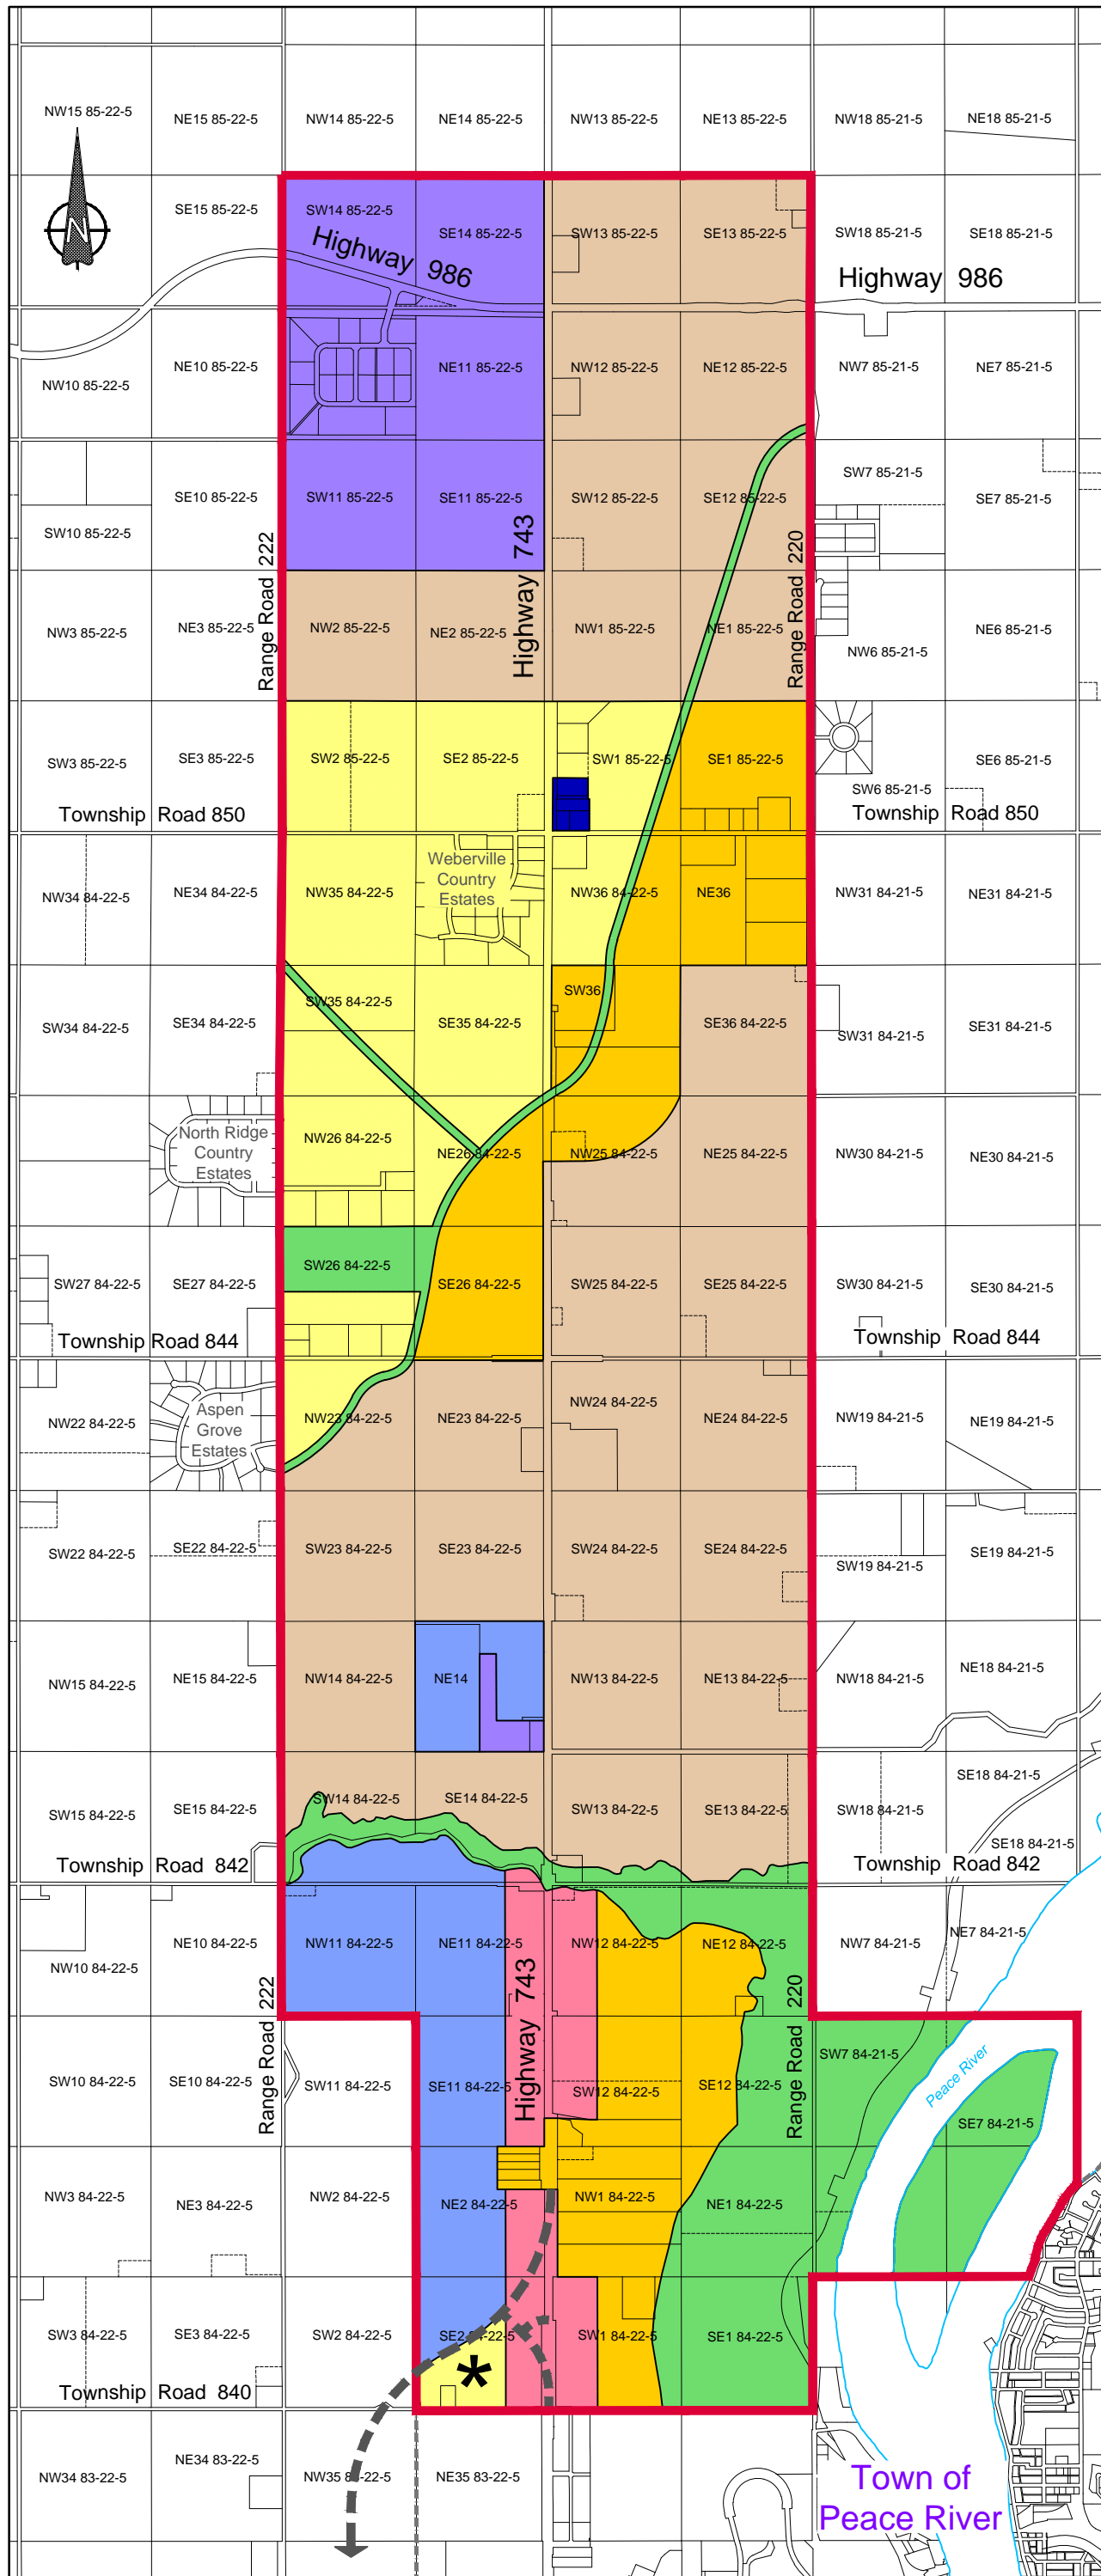 NW15 85-22-5
NE15 85-22-5
NW14 85-22-5
NE14 85-22-5
NW13 85-22-5
NE13 85-22-5
NW18 85-21-5
NE18 85-21-5
N
SE15 85-22-5
SW14 85-22-5
SE14 85-22-5
SW13 85-22-5
SE13 85-22-5
SW18 85-21-5
SE18 85-21-5
Highway 986
Highway 986
NW10 85-22-5
NE10 85-22-5
NE11 85-22-5
NW12 85-22-5
NE12 85-22-5
NW7 85-21-5
NE7 85-21-5
SW10 85-22-5
SE10 85-22-5
SW11 85-22-5
SE11 85-22-5
SW12 85-22-5
SE12 85-22-5
SW7 85-21-5
SE7 85-21-5
Range Road 222
Highway 743
Range Road 220
NW3 85-22-5
NE3 85-22-5
NW2 85-22-5
NE2 85-22-5
NW1 85-22-5
NE1 85-22-5
NW6 85-21-5
NE6 85-21-5
SW3 85-22-5
SE3 85-22-5
SW2 85-22-5
SE2 85-22-5
SW1 85-22-5
SE1 85-22-5
SW6 85-21-5
SE6 85-21-5
Township Road 850
Township Road 850
NW34 84-22-5
NE34 84-22-5
NW35 84-22-5
Weberville
Country
Estates
NW36 84-22-5
NE36
NW31 84-21-5
NE31 84-21-5
SW34 84-22-5
SE34 84-22-5
SW35 84-22-5
SE35 84-22-5
SW36
SE36 84-22-5
SW31 84-21-5
SE31 84-21-5
North Ridge
Country
Estates
NW26 84-22-5
NE26 84-22-5
NW25 84-22-5
NE25 84-22-5
NW30 84-21-5
NE30 84-21-5
SW27 84-22-5
SE27 84-22-5
SW26 84-22-5
SE26 84-22-5
SW25 84-22-5
SE25 84-22-5
SW30 84-21-5
SE30 84-21-5
Township Road 844
Township Road 844
NW22 84-22-5
Aspen
Grove
Estates
NW23 84-22-5
NE23 84-22-5
NW24 84-22-5
NE24 84-22-5
NW19 84-21-5
NE19 84-21-5
SW22 84-22-5
SE22 84-22-5
SW23 84-22-5
SE23 84-22-5
SW24 84-22-5
SE24 84-22-5
SW19 84-21-5
SE19 84-21-5
NW15 84-22-5
NE15 84-22-5
NW14 84-22-5
NE14
NW13 84-22-5
NE13 84-22-5
NW18 84-21-5
NE18 84-21-5
SW15 84-22-5
SE15 84-22-5
SW14 84-22-5
SE14 84-22-5
SW13 84-22-5
SE13 84-22-5
SW18 84-21-5
SE18 84-21-5
SE18 84-21-5
Township Road 842
Township Road 842
NW10 84-22-5
NE10 84-22-5
NW11 84-22-5
NE11 84-22-5
NW12 84-22-5
NE12 84-22-5
NW7 84-21-5
NE7 84-21-5
Range Road 222
Highway 743
Range Road 220
SW10 84-22-5
SE10 84-22-5
SW11 84-22-5
SE11 84-22-5
SW12 84-22-5
SE12 84-22-5
SW7 84-21-5
Peace River
SE7 84-21-5
NW3 84-22-5
NE3 84-22-5
NW2 84-22-5
NE2 84-22-5
NW1 84-22-5
NE1 84-22-5
SW3 84-22-5
SE3 84-22-5
SW2 84-22-5
SE2 84-22-5
SW1 84-22-5
SE1 84-22-5
*
Township Road 840
NW34 83-22-5
NE34 83-22-5
NW35 83-22-5
NE35 83-22-5
Town of
Peace River